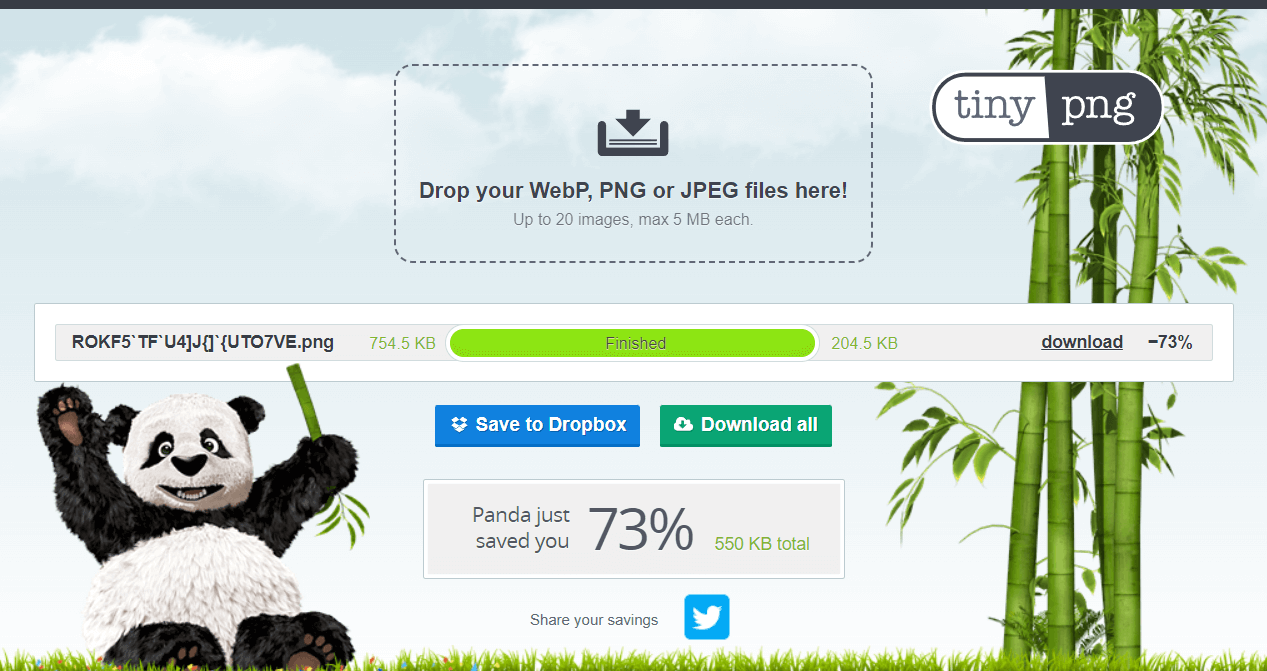 tiny png
Drop your WebP, PNG or JPEG files here!
Up to 20 images, max 5 MB each.
ROKF5`TF`U4]J{]`{UTO7VE.png 754.5 KB Finished 204.5 KB download −73%
Save to Dropbox Download all
Panda just
saved you
73% 550 KB total
Share your savings